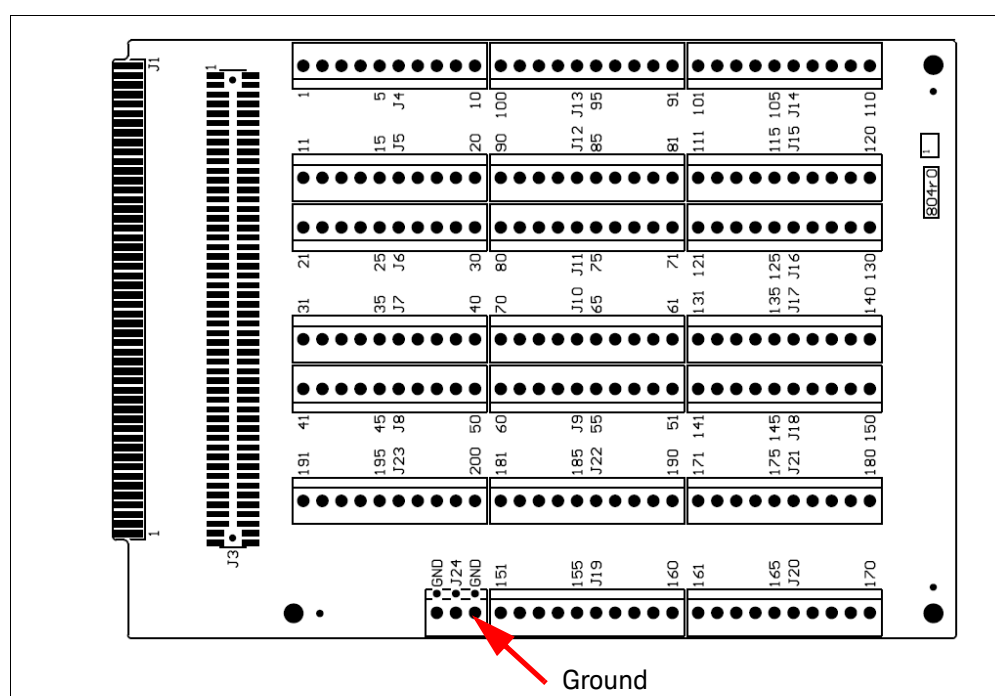 J1
1
1 5 J4 10 100 J13 95 91 101 105 J14 110
11 15 J5 20 90 J12 85 81 111 115 J15 120
1
804r0
21 25 J6 30 80 J11 75 71 121 125 J16 130
31 35 J7 40 70 J10 65 61 131 135 J17 140
41 45 J8 50 60 J9 55 51 141 145 J18 150
191 195 J23 200 181 185 J22 190 171 175 J21 180
1
J3
GND J24 GND 151 155 J19 160 161 165 J20 170
Ground